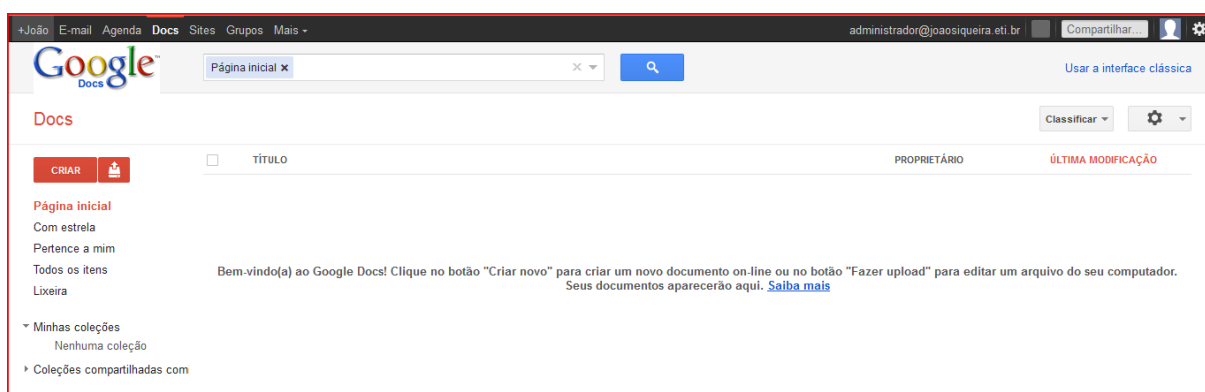 +João E-mail Agenda Docs Sites Grupos Mais administrador@joaosiqueira.eti.br Compartilhar...
Google™
Docs
Página inicial × Usar a interface clássica
Docs Classificar
CRIAR TÍTULO PROPRIETÁRIO ÚLTIMA MODIFICAÇÃO
Página inicial
Com estrela
Pertence a mim
Todos os itens
Lixeira
Bem-vindo(a) ao Google Docs! Clique no botão "Criar novo" para criar um novo documento on-line ou no botão "Fazer upload" para editar um arquivo do seu computador.
Seus documentos aparecerão aqui. Saiba mais
Minhas coleções
Nenhuma coleção
Coleções compartilhadas com